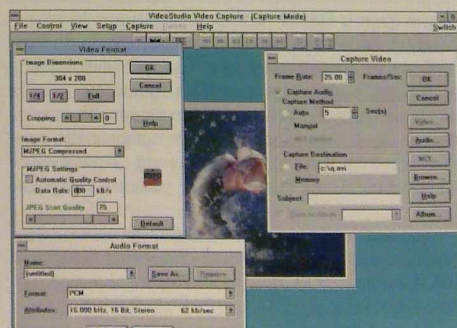 VideoStudio Video Capture - (Capture Mode)
File Control View Setup Capture Help
Switch
Video Format
Image Dimensions
384 x 288
1/4 1/2 Full
Cropping: 0
OK
Cancel
Help
Image Format:
MJPEG Compressed
MJPEG Settings
Automatic Quality Control
Data Rate: kB/s
JPEG Start Quality 75
Default
Capture Video
Frame Rate: 25.00 Frames/Sec
Capture Audio
Capture Method
Auto: 5 Sec(s)
Manual
Capture Destination
File: c:\q.avi
Memory
Subject:
OK
Cancel
Video...
Audio...
MCI...
Browse...
Help
Album...
Audio Format
Name:
(untitled)
Save As...
Remove
Format: PCM
Attributes: 16.000 kHz, 16 Bit, Stereo 62 kb/sec